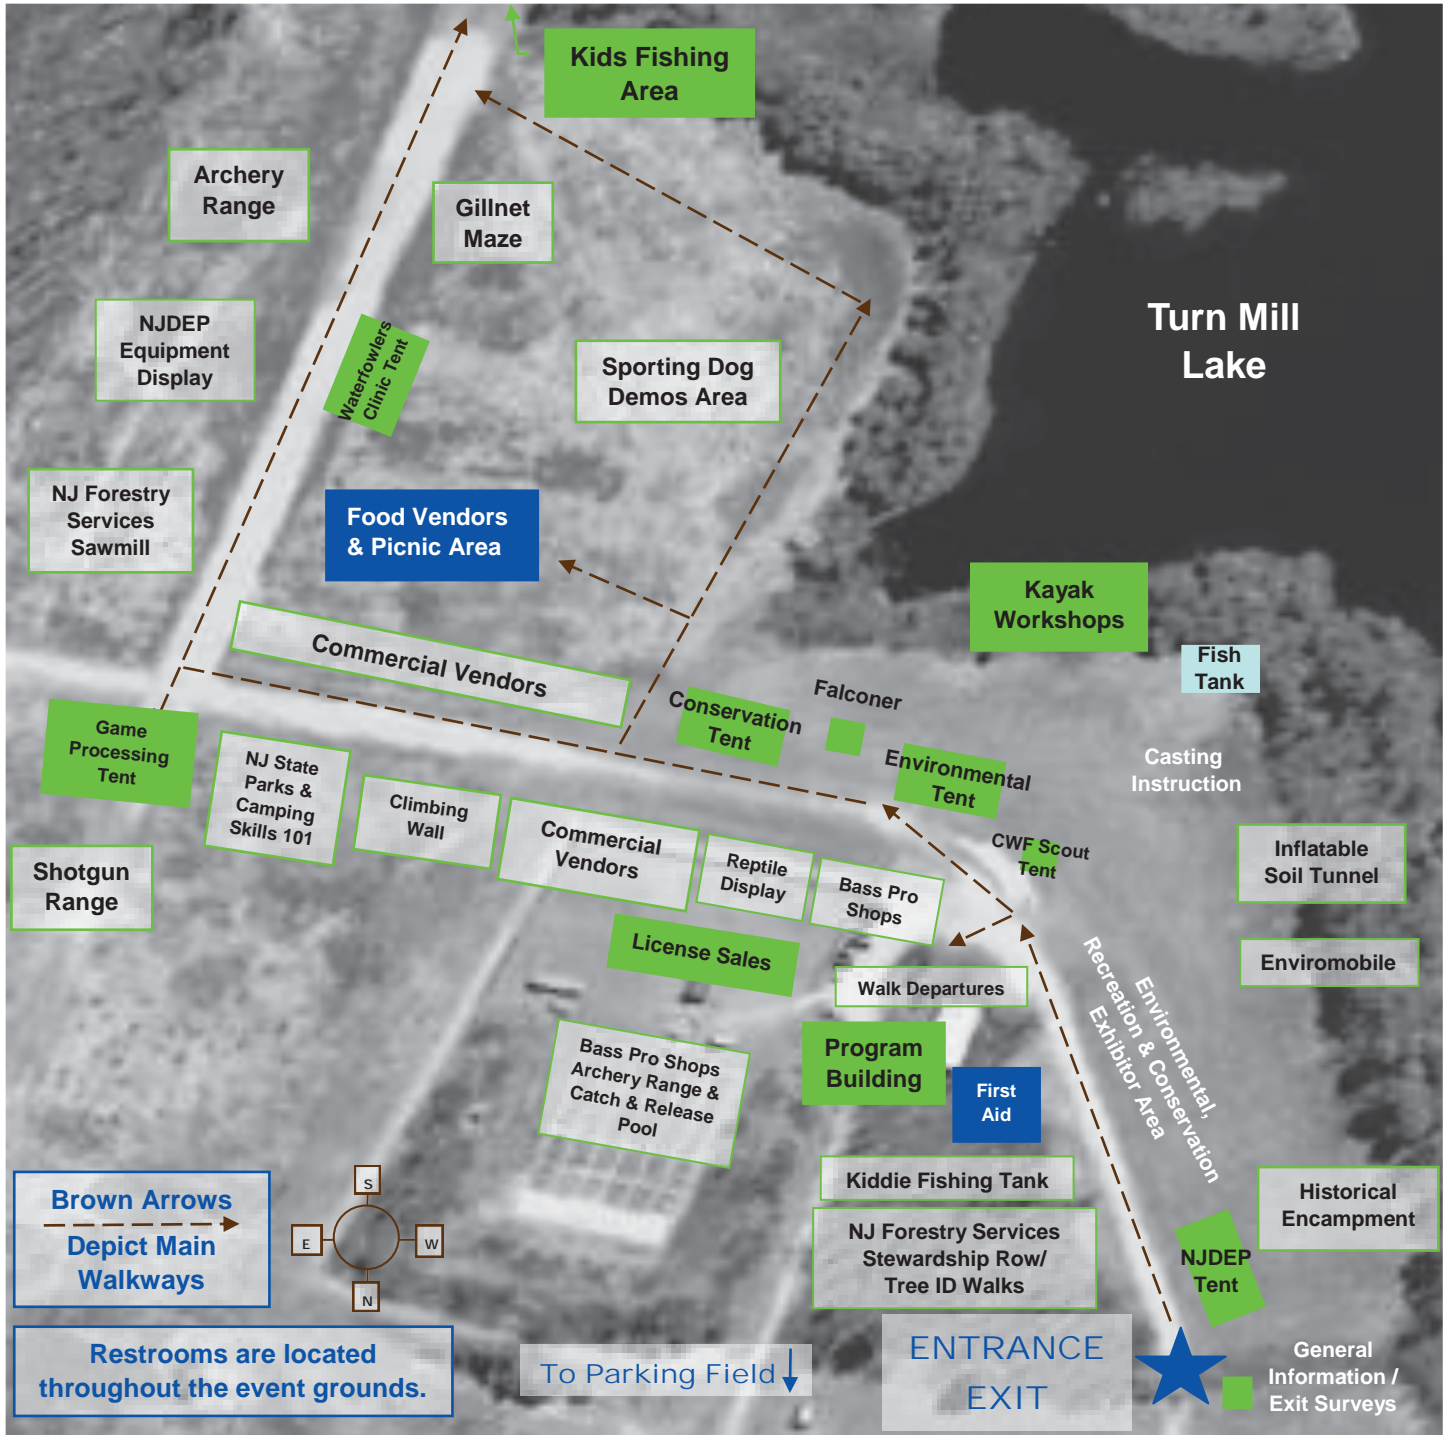 Kids Fishing
Area
Archery
Range
Gillnet
Maze
NJDEP
Equipment
Display
Waterfowlers
Clinic Tent
Sporting Dog
Demos Area
Turn Mill
Lake
NJ Forestry
Services
Sawmill
Food Vendors
& Picnic Area
Kayak
Workshops
Fish
Tank
Commercial Vendors
Conservation
Tent
Falconer
Environmental
Tent
Casting
Instruction
Game
Processing
Tent
NJ State
Parks &
Camping
Skills 101
Climbing
Wall
Commercial
Vendors
Reptile
Display
Bass Pro
Shops
CWF Scout
Tent
Inflatable
Soil Tunnel
Shotgun
Range
License Sales
Walk Departures
Enviromobile
Environmental,
Recreation & Conservation
Exhibitor Area
Bass Pro Shops
Archery Range &
Catch & Release
Pool
Program
Building
First
Aid
Kiddie Fishing Tank
NJ Forestry Services
Stewardship Row/
Tree ID Walks
Historical
Encampment
NJDEP
Tent
Brown Arrows
Depict Main
Walkways
S
E
W
N
Restrooms are located
throughout the event grounds.
To Parking Field
ENTRANCE
EXIT
General
Information /
Exit Surveys